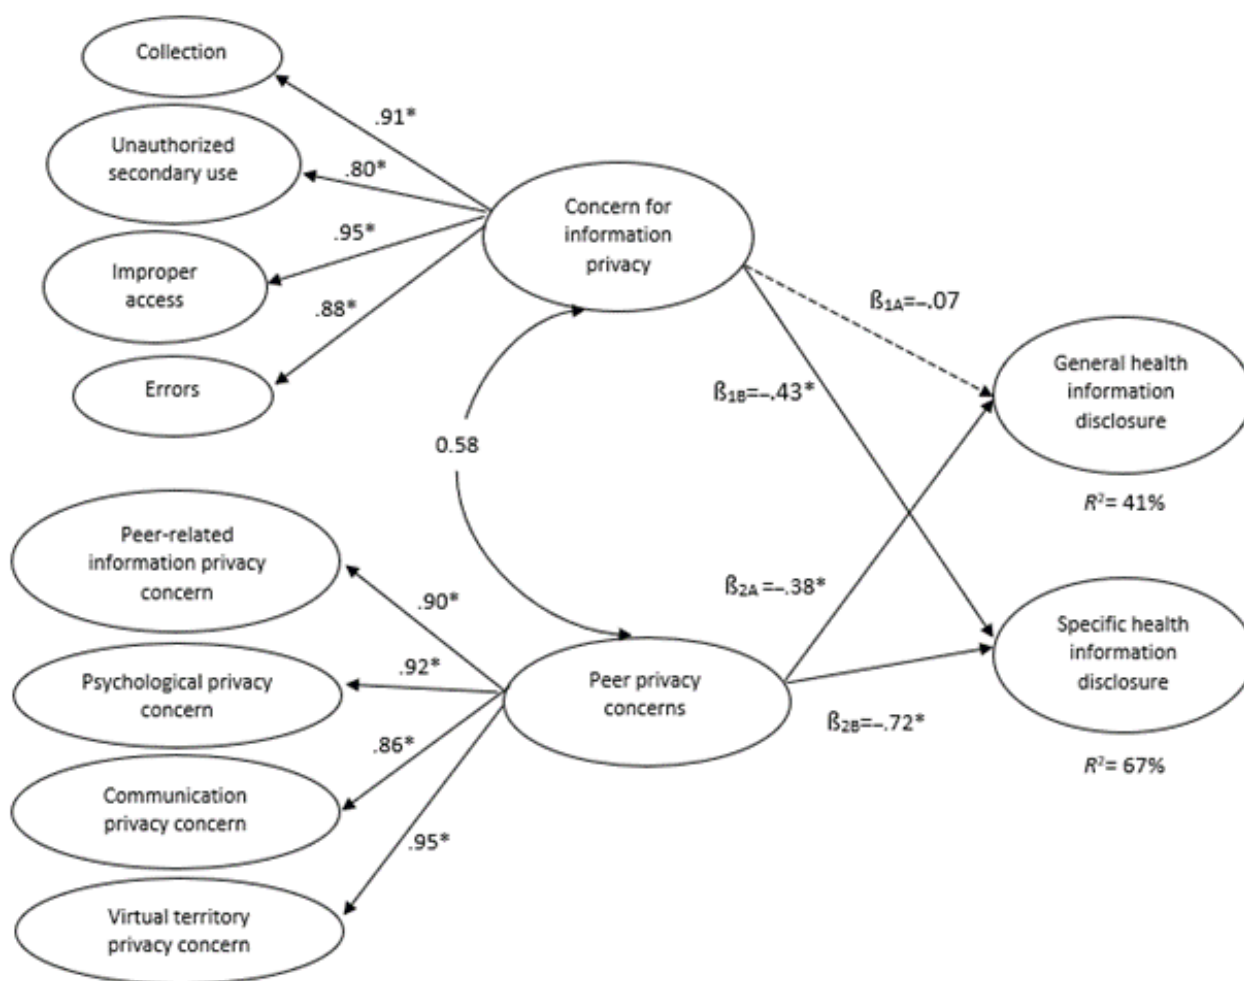 Collection
.91*
Unauthorized
secondary use
.80*
Improper
access
.95*
Errors
.88*
Concern for
information
privacy
ß1A=–.07
ß1B=–.43*
General health
information
disclosure
R²= 41%
0.58
Peer-related
information privacy
concern
.90*
Psychological privacy
concern
.92*
Communication
privacy concern
.86*
Virtual territory
privacy concern
.95*
Peer privacy
concerns
ß2A =–.38*
ß2B=–.72*
Specific health
information
disclosure
R²= 67%